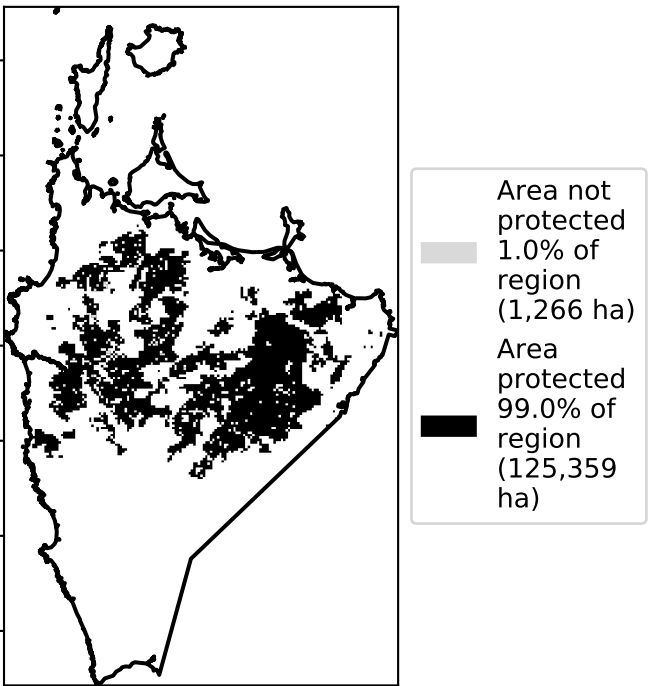 Area not
protected
1.0% of
region
(1,266 ha)
Area
protected
99.0% of
region
(125,359
ha)